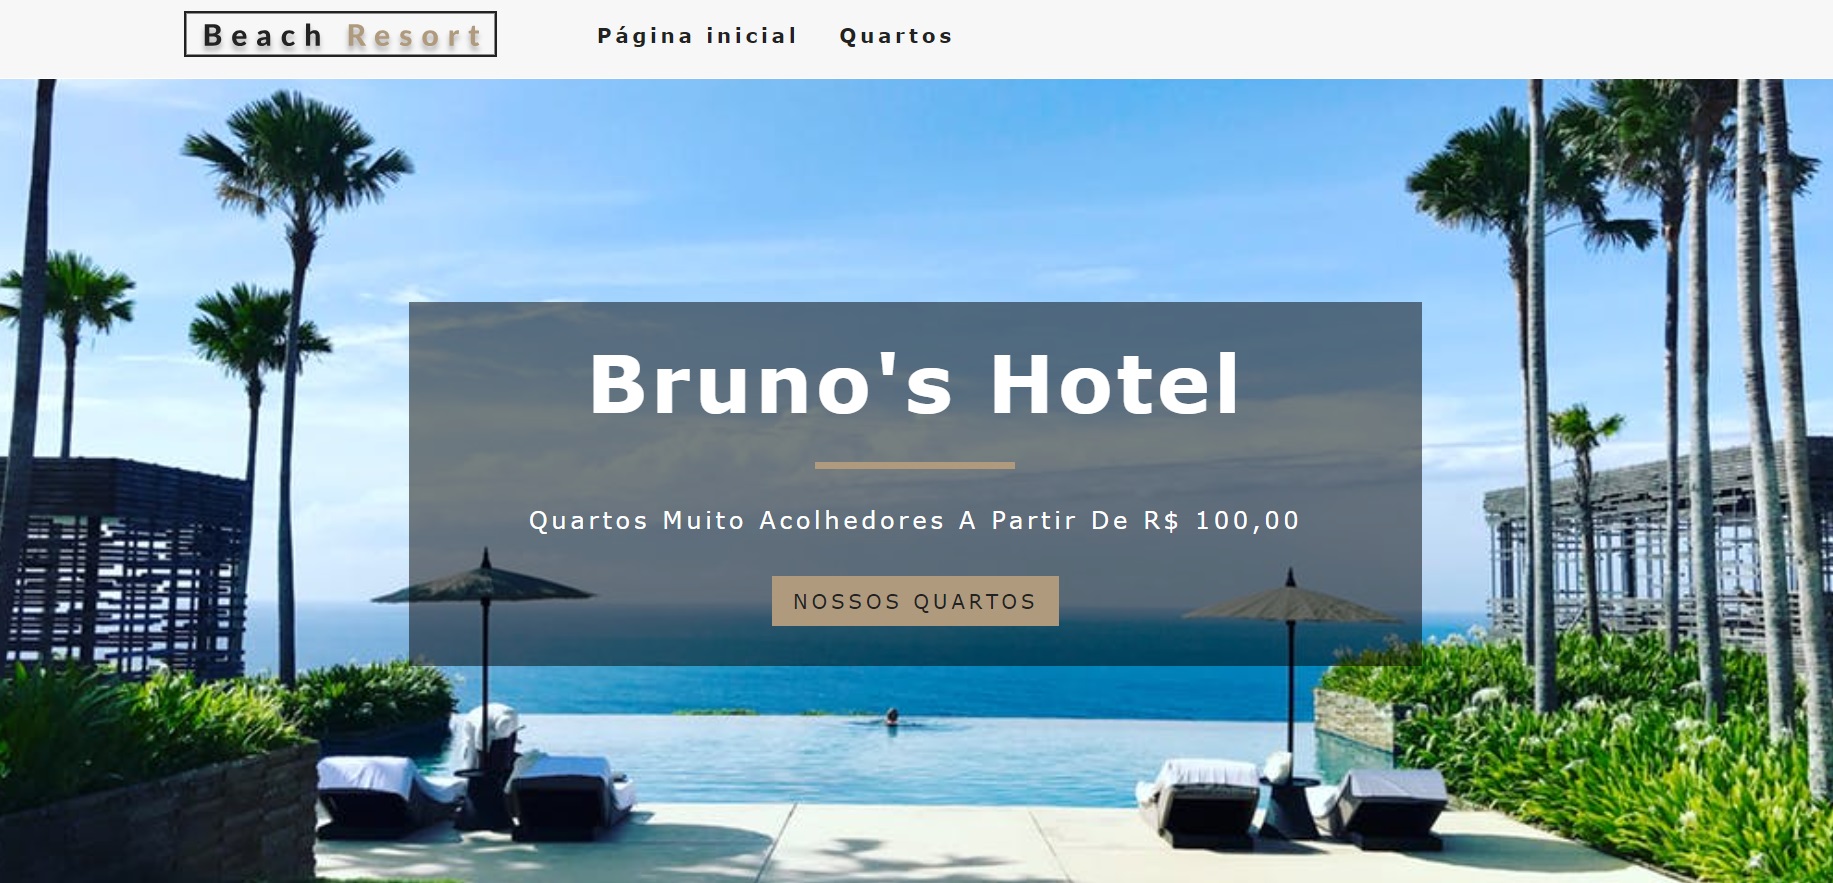 Beach Resort
Página inicial Quartos
Bruno's Hotel
Quartos Muito Acolhedores A Partir De R$ 100,00
NOSSOS QUARTOS